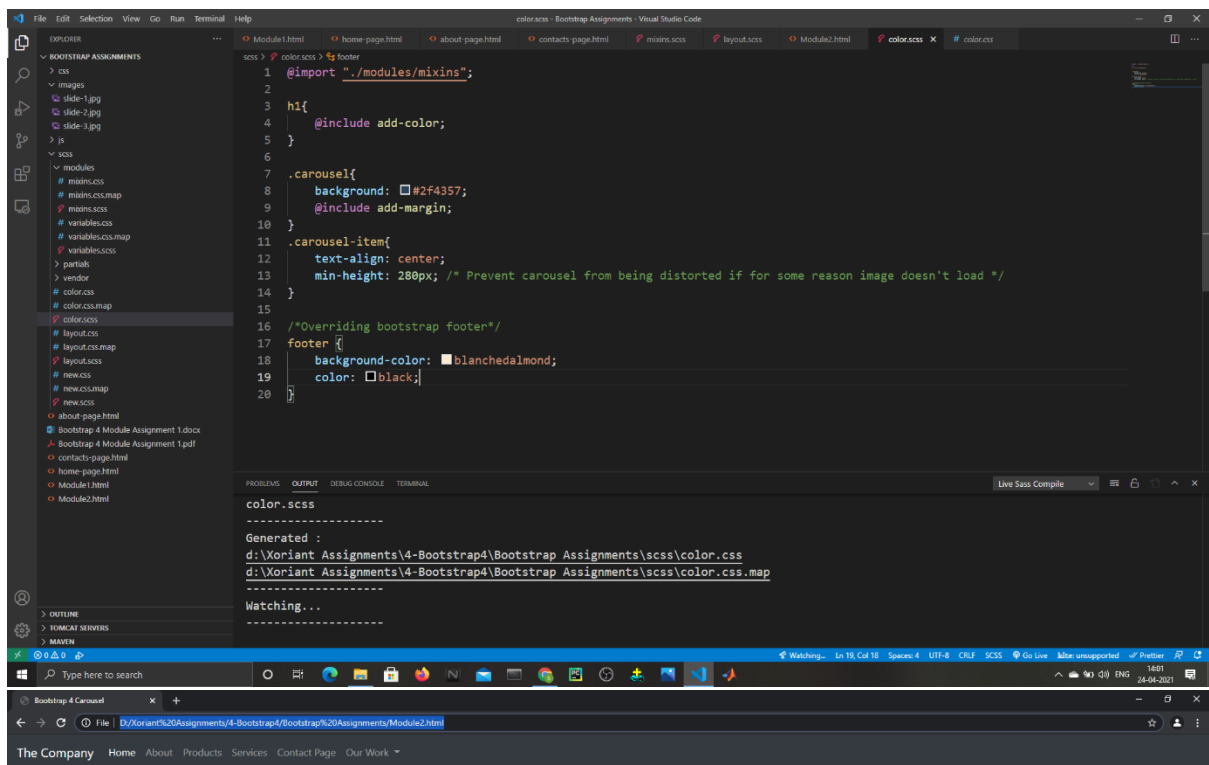 File Edit Selection View Go Run Terminal Help color.scss - Bootstrap Assignments - Visual Studio Code
EXPLORER ... Module1.html home-page.html about-page.html contacts-page.html mixins.scss layout.scss Module2.html color.scss × # color.css
BOOTSTRAP ASSIGNMENTS
> css
images
slide-1.jpg
slide-2.jpg
slide-3.jpg
> js
scss
modules
# mixins.css
# mixins.css.map
mixins.scss
# variables.css
# variables.css.map
variables.scss
> partials
> vendor
# color.css
# color.css.map
color.scss
# layout.css
# layout.css.map
layout.scss
# new.css
# new.css.map
new.scss
about-page.html
Bootstrap 4 Module Assignment 1.docx
Bootstrap 4 Module Assignment 1.pdf
contacts-page.html
home-page.html
Module1.html
Module2.html
> OUTLINE
> TOMCAT SERVERS
> MAVEN
scss > color.scss > footer
1 @import "./modules/mixins";
2
3 h1{
4 @include add-color;
5 }
6
7 .carousel{
8 background: #2f4357;
9 @include add-margin;
10 }
11 .carousel-item{
12 text-align: center;
13 min-height: 280px; /* Prevent carousel from being distorted if for some reason image doesn't load */
14 }
15
16 /*Overriding bootstrap footer*/
17 footer {
18 background-color: blanchedalmond;
19 color: black;
20 }
PROBLEMS OUTPUT DEBUG CONSOLE TERMINAL Live Sass Compile
color.scss
--------------------
Generated :
d:\Xoriant Assignments\4-Bootstrap4\Bootstrap Assignments\scss\color.css
d:\Xoriant Assignments\4-Bootstrap4\Bootstrap Assignments\scss\color.css.map
--------------------
Watching...
--------------------
0 0 Watching... Ln 19, Col 18 Spaces: 4 UTF-8 CRLF SCSS Go Live kite: unsupported Prettier
Type here to search ENG 14:01
24-04-2021
Bootstrap 4 Carousel × +
File D:/Xoriant%20Assignments/4-Bootstrap4/Bootstrap%20Assignments/Module2.html
The Company Home About Products Services Contact Page Our Work